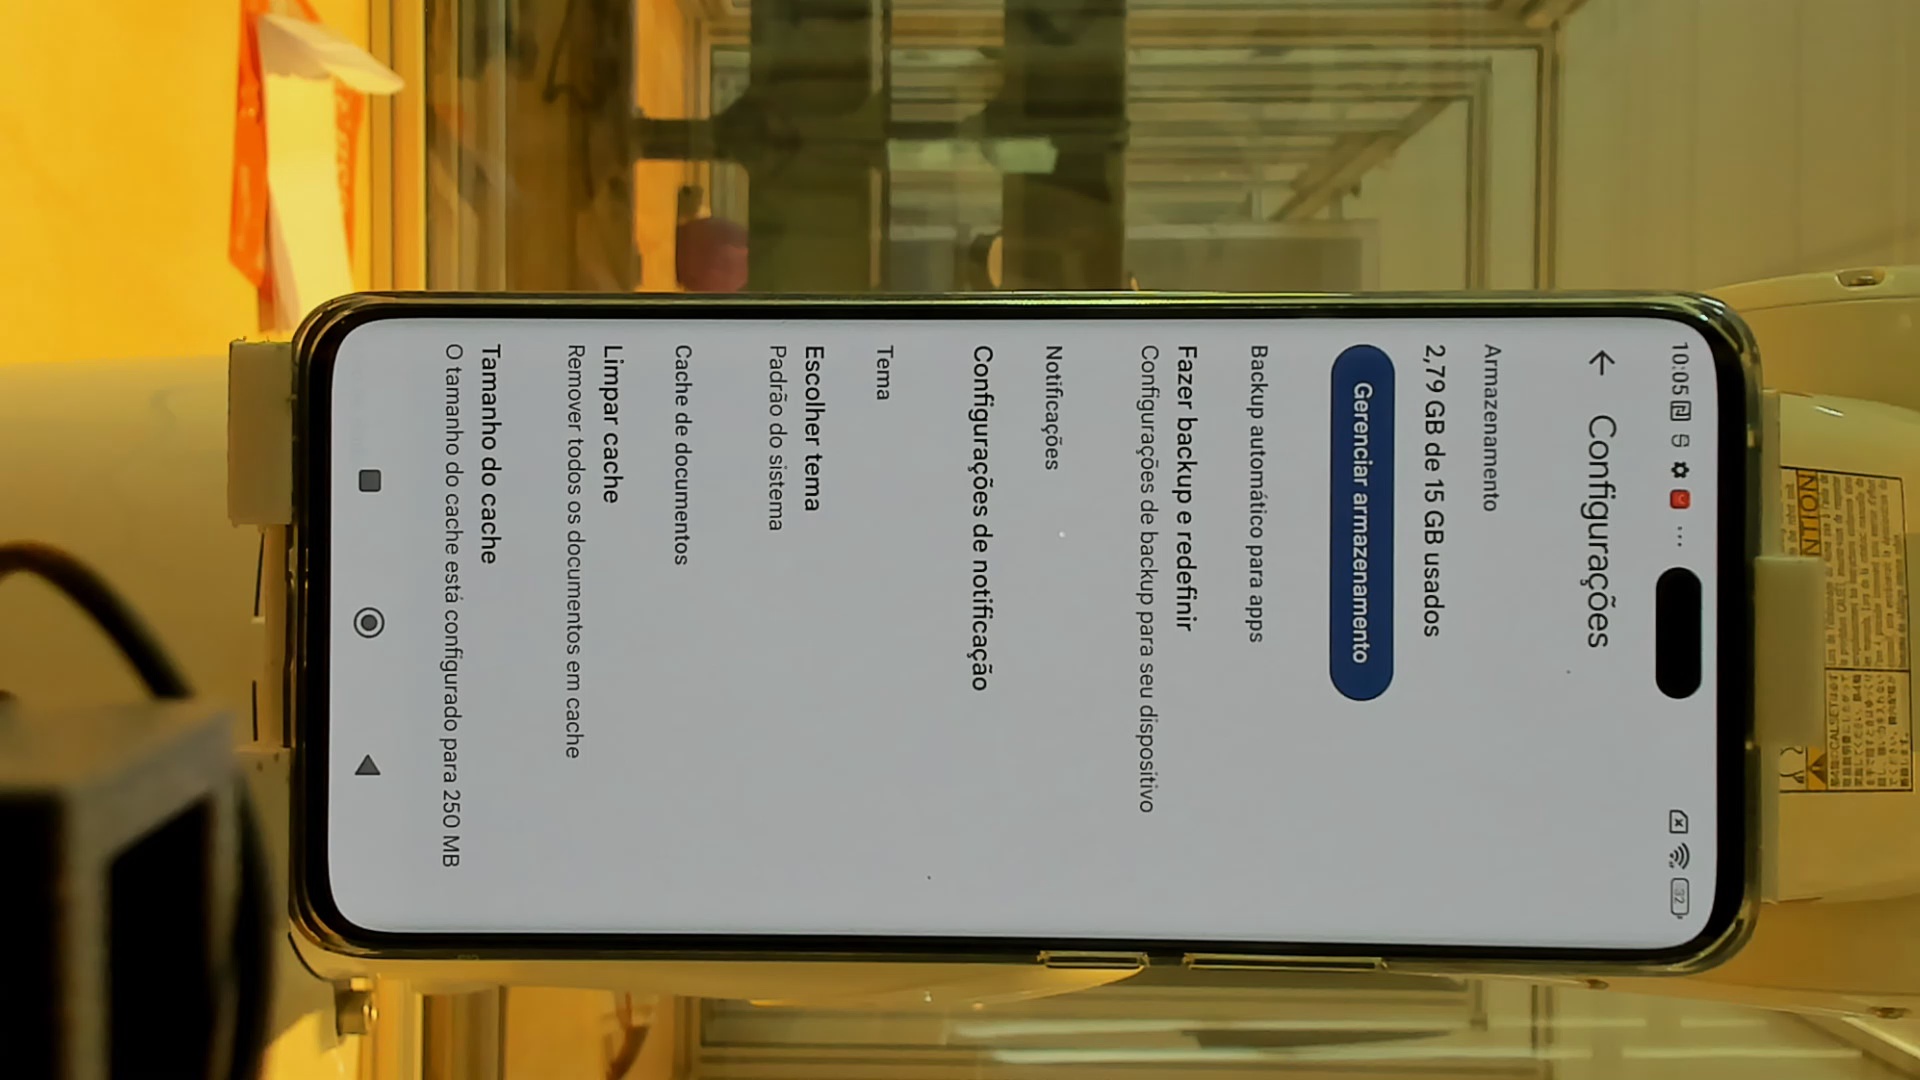 10:05
Configurações
Armazenamento
2,79 GB de 15 GB usados
Gerenciar armazenamento
Backup automático para apps
Fazer backup e redefinir
Configurações de backup para seu dispositivo
Notificações
Configurações de notificação
Tema
Escolher tema
Padrão do sistema
Cache de documentos
Limpar cache
Remover todos os documentos em cache
Tamanho do cache
O tamanho do cache está configurado para 250 MB